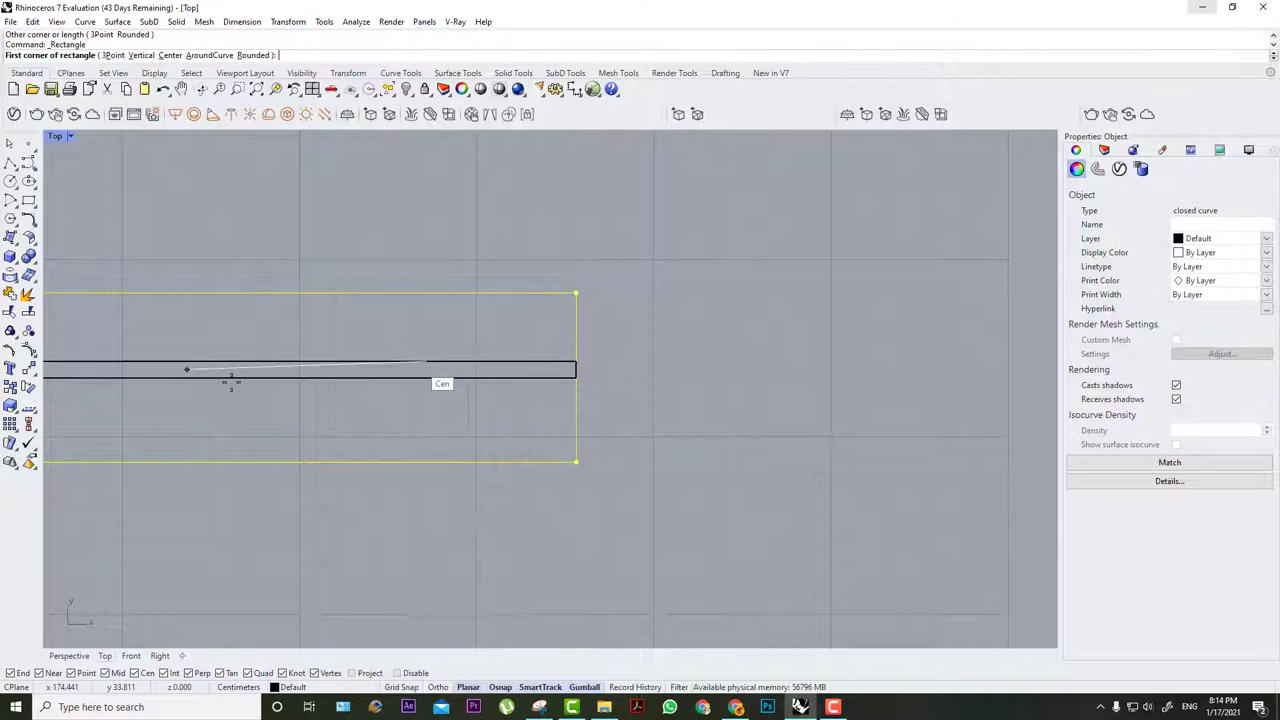 Rhinoceros 7 Evaluation (43 Days Remaining) - [Top]
File Edit View Curve Surface SubD Solid Mesh Dimension Transform Tools Analyze Render Panels V-Ray Help
Other corner or length ( 3Point Rounded )
Command: _Rectangle
First corner of rectangle ( 3Point Vertical Center AroundCurve Rounded ):
Standard CPlanes Set View Display Select Viewport Layout Visibility Transform Curve Tools Surface Tools Solid Tools SubD Tools Mesh Tools Render Tools Drafting New in V7
Top
Properties: Object
Object
Type closed curve
Name
Layer Default
Display Color By Layer
Linetype By Layer
Print Color By Layer
Print Width By Layer
Hyperlink ...
Render Mesh Settings
Custom Mesh
Settings Adjust...
Rendering
Casts shadows
Receives shadows
Isocurve Density
Density
Show surface isocurve
Match
Details...
Cen
y
x
Perspective Top Front Right
End Near Point Mid Cen Int Perp Tan Quad Knot Vertex Project Disable
CPlane x 174.441 y 33.811 z 0.000 Centimeters Default Grid Snap Ortho Planar Osnap SmartTrack Gumball Record History Filter Available physical memory: 56796 MB
Type here to search
Ae Pr Ps
8:14 PM
1/17/2021